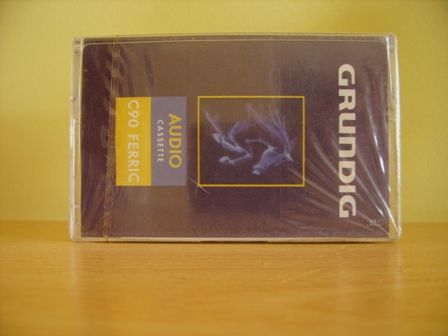 GRUNDIG
AUDIO
CASSETTE
C90 FERRIC